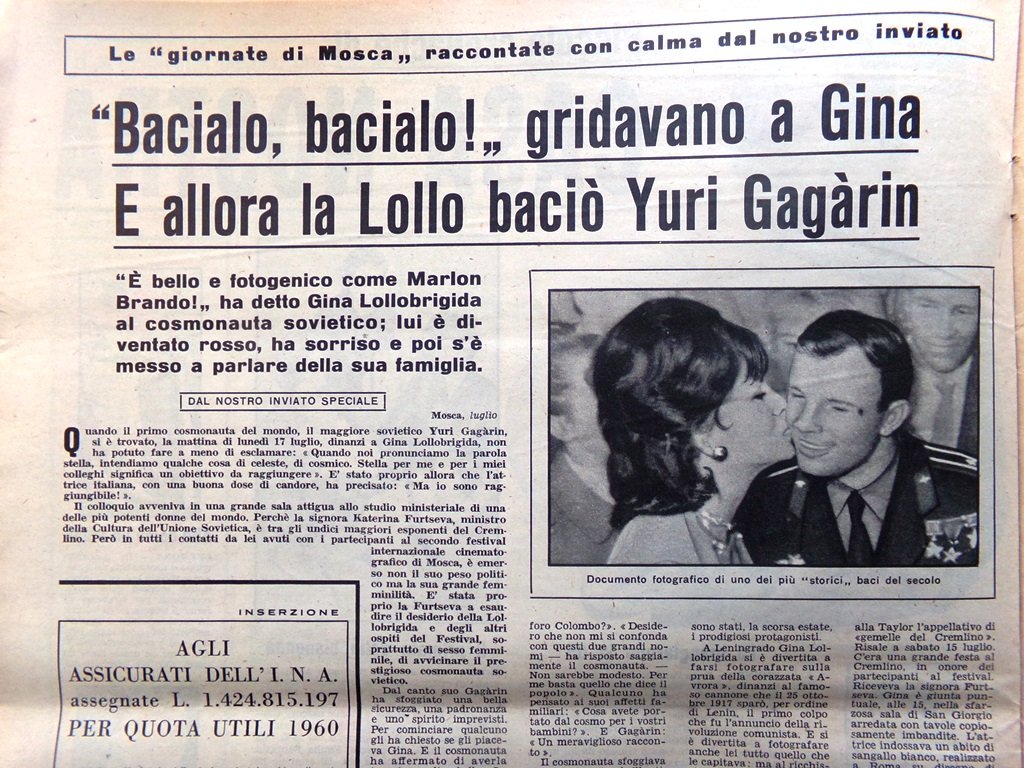 Le “giornate di Mosca„ raccontate con calma dal nostro inviato
“Bacialo, bacialo!„ gridavano a Gina
E allora la Lollo baciò Yuri Gagàrin
“È bello e fotogenico come Marlon
Brando!„ ha detto Gina Lollobrigida
al cosmonauta sovietico; lui è di-
ventato rosso, ha sorriso e poi s'è
messo a parlare della sua famiglia.
DAL NOSTRO INVIATO SPECIALE
Mosca, luglio
Quando il primo cosmonauta del mondo, il maggiore sovietico Yuri Gagàrin,
si è trovato, la mattina di lunedì 17 luglio, dinanzi a Gina Lollobrigida, non
ha potuto fare a meno di esclamare: « Quando noi pronunciamo la parola
stella, intendiamo qualche cosa di celeste, di cosmico. Stella per me e per i miei
colleghi significa un obiettivo da raggiungere ». E' stato proprio allora che l'at-
trice italiana, con una buona dose di candore, ha precisato: « Ma io sono rag-
giungibile! ».
Il colloquio avveniva in una grande sala attigua allo studio ministeriale di una
delle più potenti donne del mondo. Perchè la signora Katerina Furtseva, ministro
della Cultura dell'Unione Sovietica, è tra gli undici maggiori esponenti del Crem-
lino. Però in tutti i contatti da lei avuti con i partecipanti al secondo festival
internazionale cinemato-
grafico di Mosca, è emer-
so non il suo peso politi-
co ma la sua grande fem-
minilità. E' stata pro-
prio la Furtseva a esau-
dire il desiderio della Lol-
lobrigida e degli altri
ospiti del Festival, so-
prattutto di sesso femmi-
nile, di avvicinare il pre-
stigioso cosmonauta so-
vietico.
Dal canto suo Gagàrin
ha sfoggiato una bella
sicurezza, una padronanza
e uno spirito imprevisti.
Per cominciare qualcuno
gli ha chiesto se gli piace-
va Gina. E il cosmonauta
ha affermato di averla
INSERZIONE
AGLI
ASSICURATI DELL'I. N. A.
assegnate L. 1.424.815.197
PER QUOTA UTILI 1960
Documento fotografico di uno dei più “storici„ baci del secolo
foro Colombo?». « Deside-
ro che non mi si confonda
con questi due grandi no-
mi — ha risposto saggia-
mente il cosmonauta. —
Non sarebbe modesto. Per
me basta quello che dice il
popolo ». Qualcuno ha
pensato ai suoi affetti fa-
miliari: « Cosa avete por-
tato dal cosmo per i vostri
bambini?». E Gagàrin:
« Un meraviglioso raccon-
to ».
Il cosmonauta sfoggiava
sono stati, la scorsa estate,
i prodigiosi protagonisti.
A Leningrado Gina Lol-
lobrigida si è divertita a
farsi fotografare sulla
prua della corazzata « A-
vrora », dinanzi al famo-
so cannone che il 25 otto-
bre 1917 sparò, per ordine
di Lenin, il primo colpo
che fu l'annuncio della ri-
voluzione comunista. E si
è divertita a fotografare
anche lei tutto quello che
le capitava: ma al ricchis-
alla Taylor l'appellativo di
«gemelle del Cremlino ».
Risale a sabato 15 luglio.
C'era una grande festa al
Cremlino, in onore dei
partecipanti al festival.
Riceveva la signora Furt-
seva. Gina è giunta pun-
tuale, alle 15, nella sfar-
zosa sala di San Giorgio
arredata con tavole copio-
samente imbandite. L'at-
trice indossava un abito di
sangallo bianco, realizzato
a Roma su disegno di